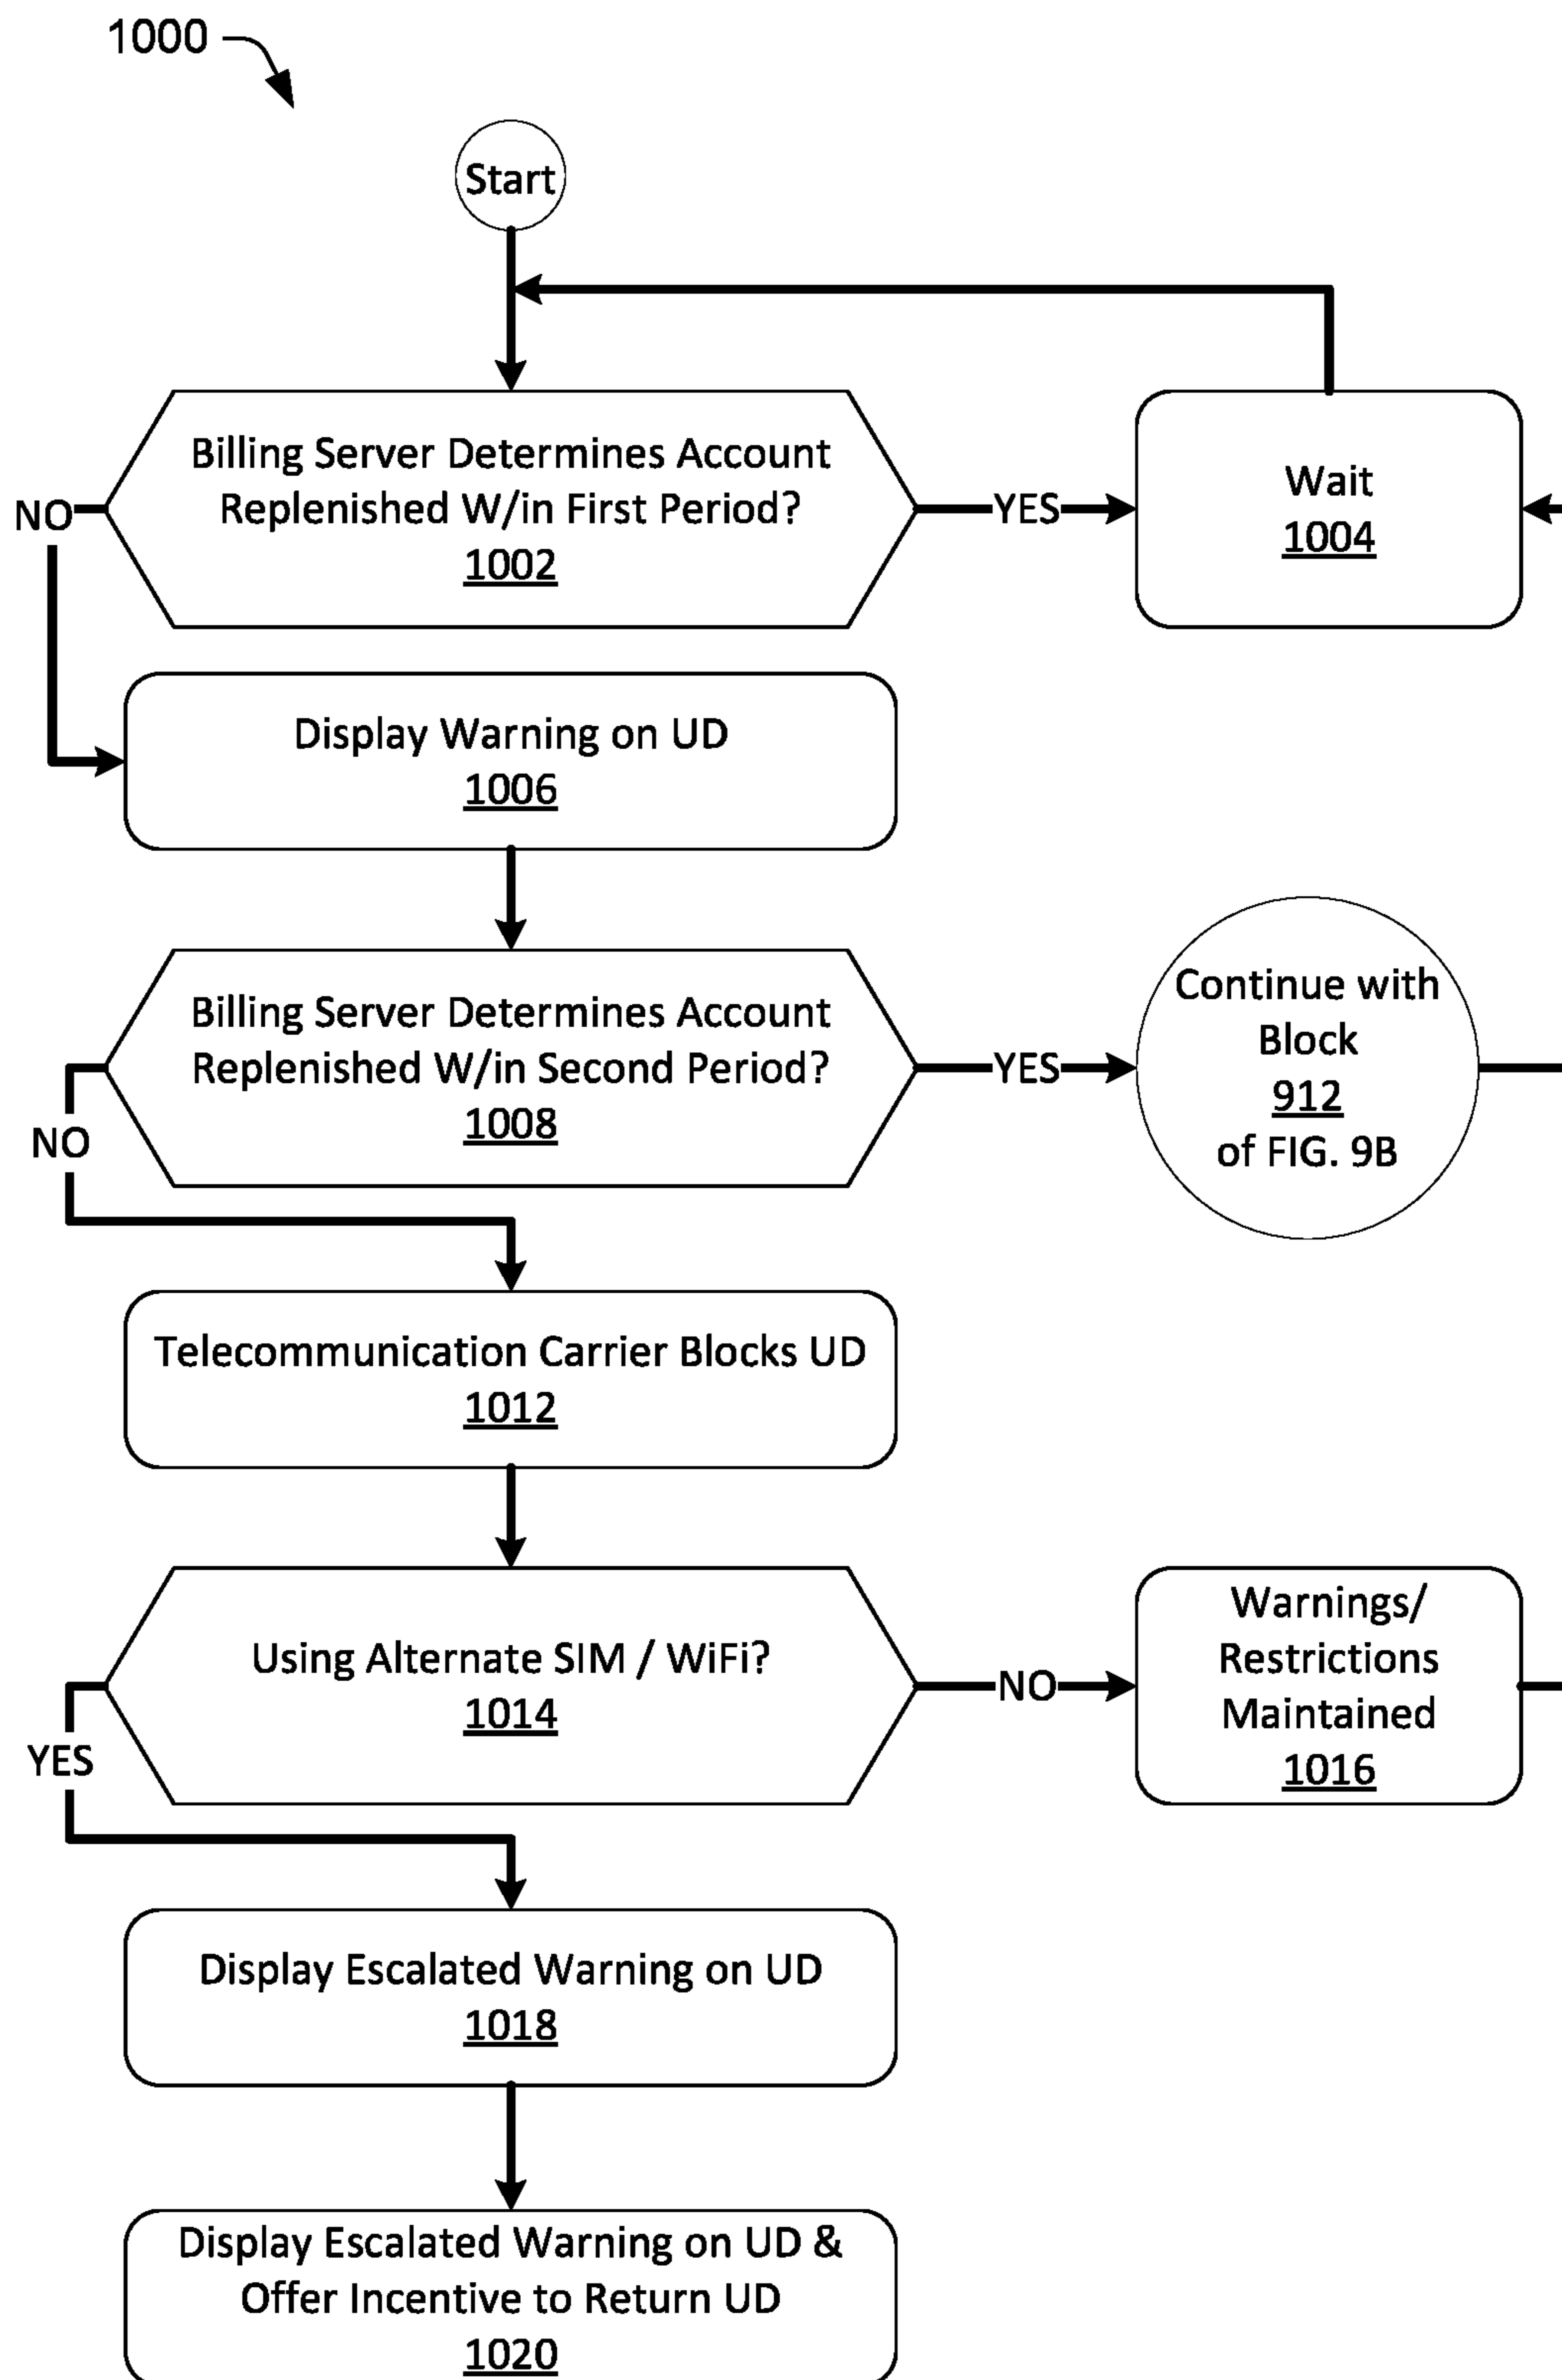 1000
Start
Billing Server Determines Account
Replenished W/in First Period?
1002
NO
YES
Wait
1004
Display Warning on UD
1006
Billing Server Determines Account
Replenished W/in Second Period?
1008
YES
Continue with
Block
912
of FIG. 9B
NO
Telecommunication Carrier Blocks UD
1012
Using Alternate SIM / WiFi?
1014
NO
Warnings/
Restrictions
Maintained
1016
YES
Display Escalated Warning on UD
1018
Display Escalated Warning on UD &
Offer Incentive to Return UD
1020